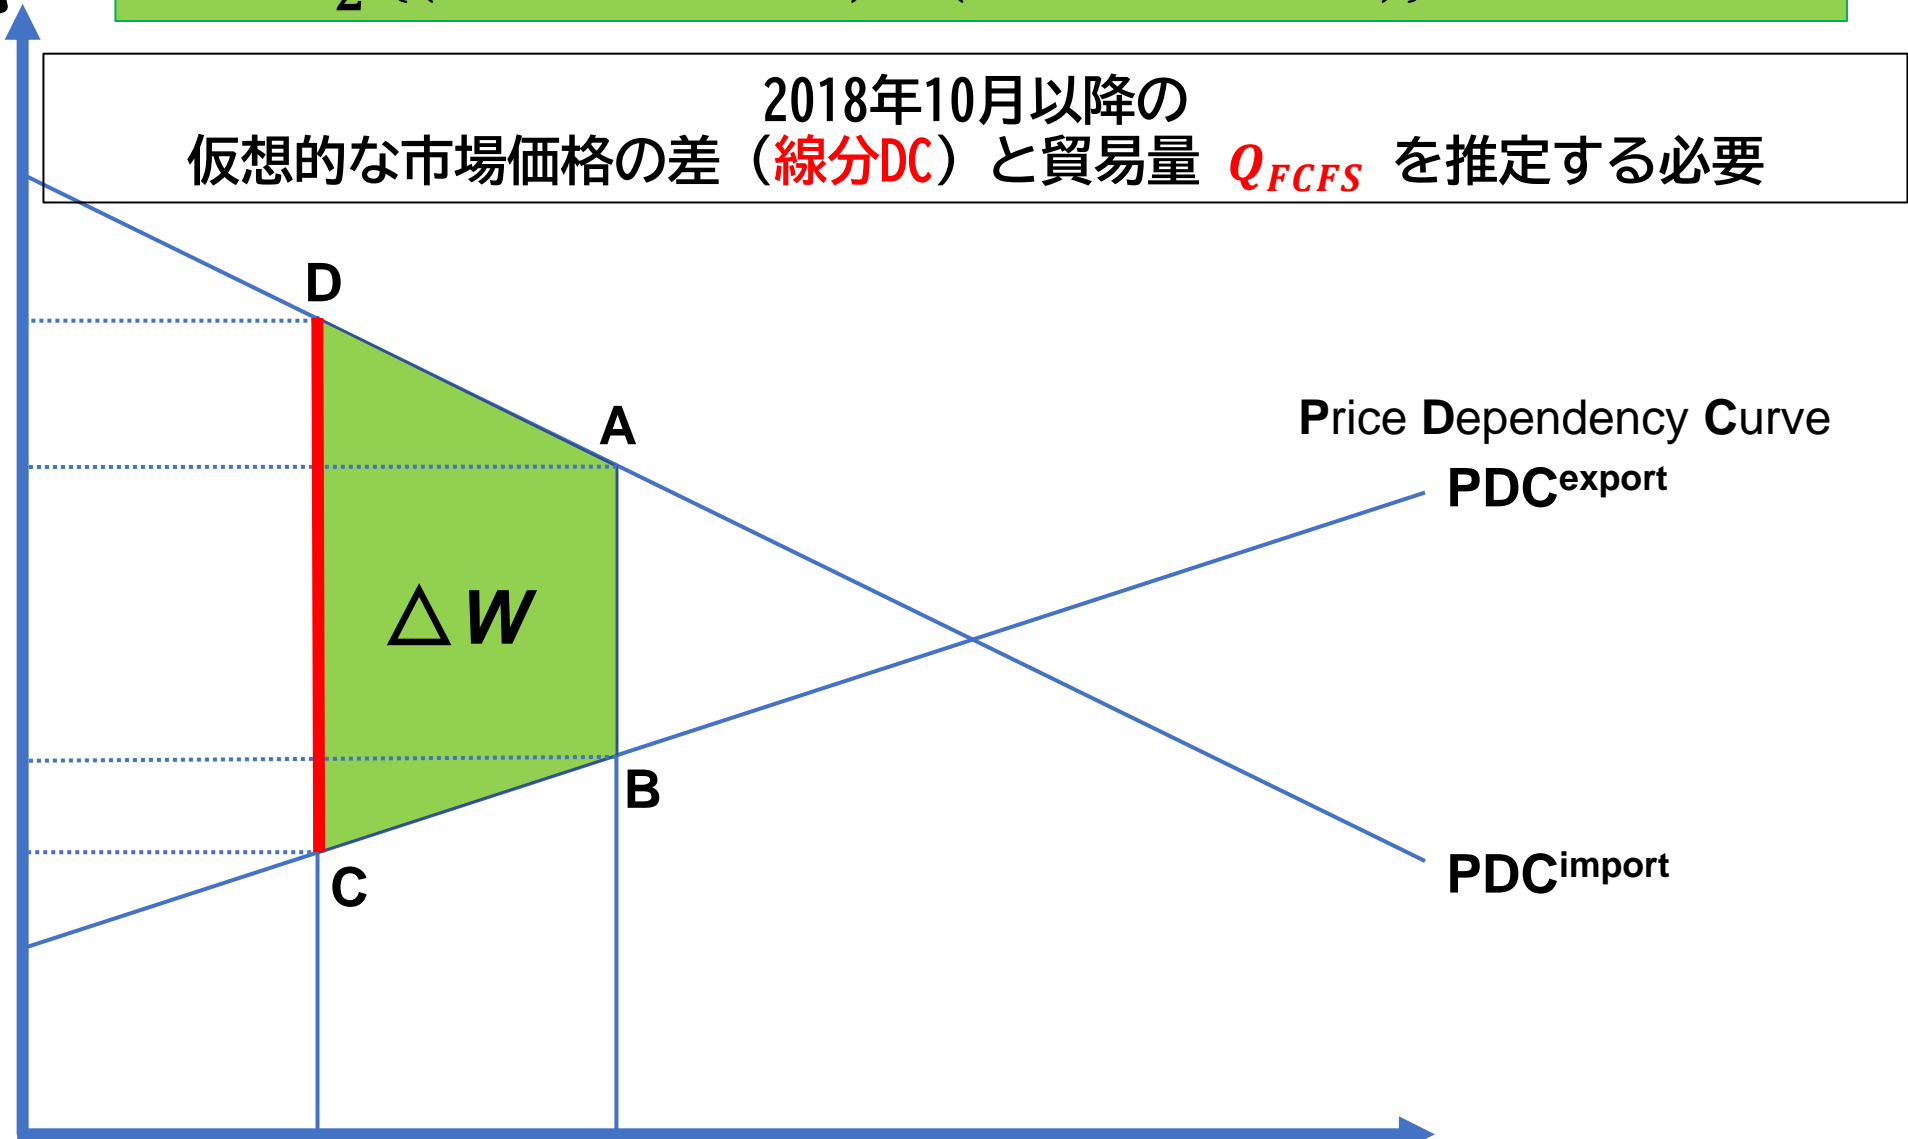 2018年10月以降の
仮想的な市場価格の差（線分DC）と貿易量 Q_{FCFS} を推定する必要
D
A
Price Dependency Curve
PDC^{export}
△W
B
C
PDC^{import}